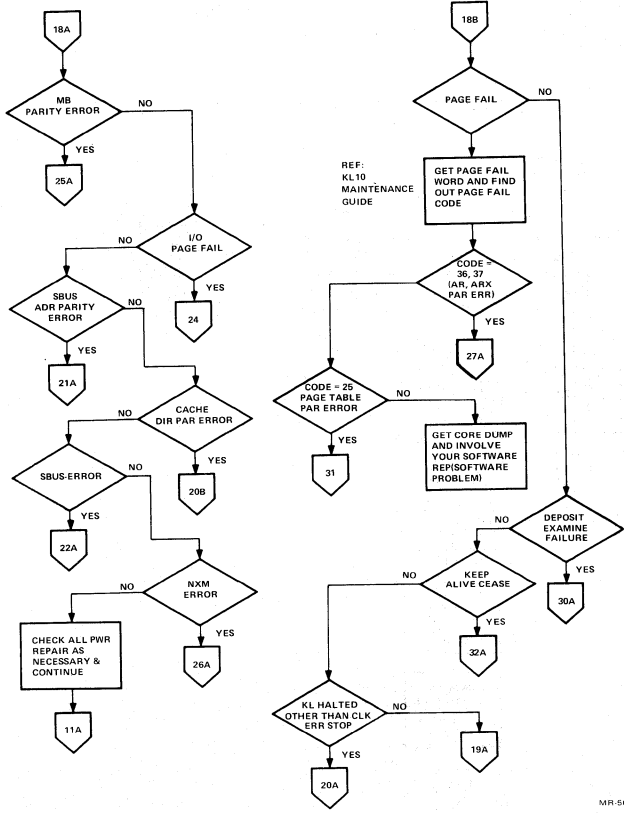 18A
MB
PARITY ERROR
NO
YES
25A
I/O
PAGE FAIL
NO
YES
24
SBUS
ADR PARITY
ERROR
NO
YES
21A
CACHE
DIR PAR ERROR
NO
YES
20B
SBUS-ERROR
NO
YES
22A
NXM
ERROR
NO
YES
26A
CHECK ALL PWR
REPAIR AS
NECESSARY &
CONTINUE
11A
18B
PAGE FAIL
NO
REF:
KL10
MAINTENANCE
GUIDE
GET PAGE FAIL
WORD AND FIND
OUT PAGE FAIL
CODE
CODE =
36, 37
(AR, ARX
PAR ERR)
YES
27A
CODE = 25
PAGE TABLE
PAR ERROR
NO
YES
31
GET CORE DUMP
AND INVOLVE
YOUR SOFTWARE
REP(SOFTWARE
PROBLEM)
DEPOSIT
EXAMINE
FAILURE
NO
YES
30A
KEEP
ALIVE CEASE
NO
YES
32A
KL HALTED
OTHER THAN CLK
ERR STOP
NO
19A
YES
20A
MR-56